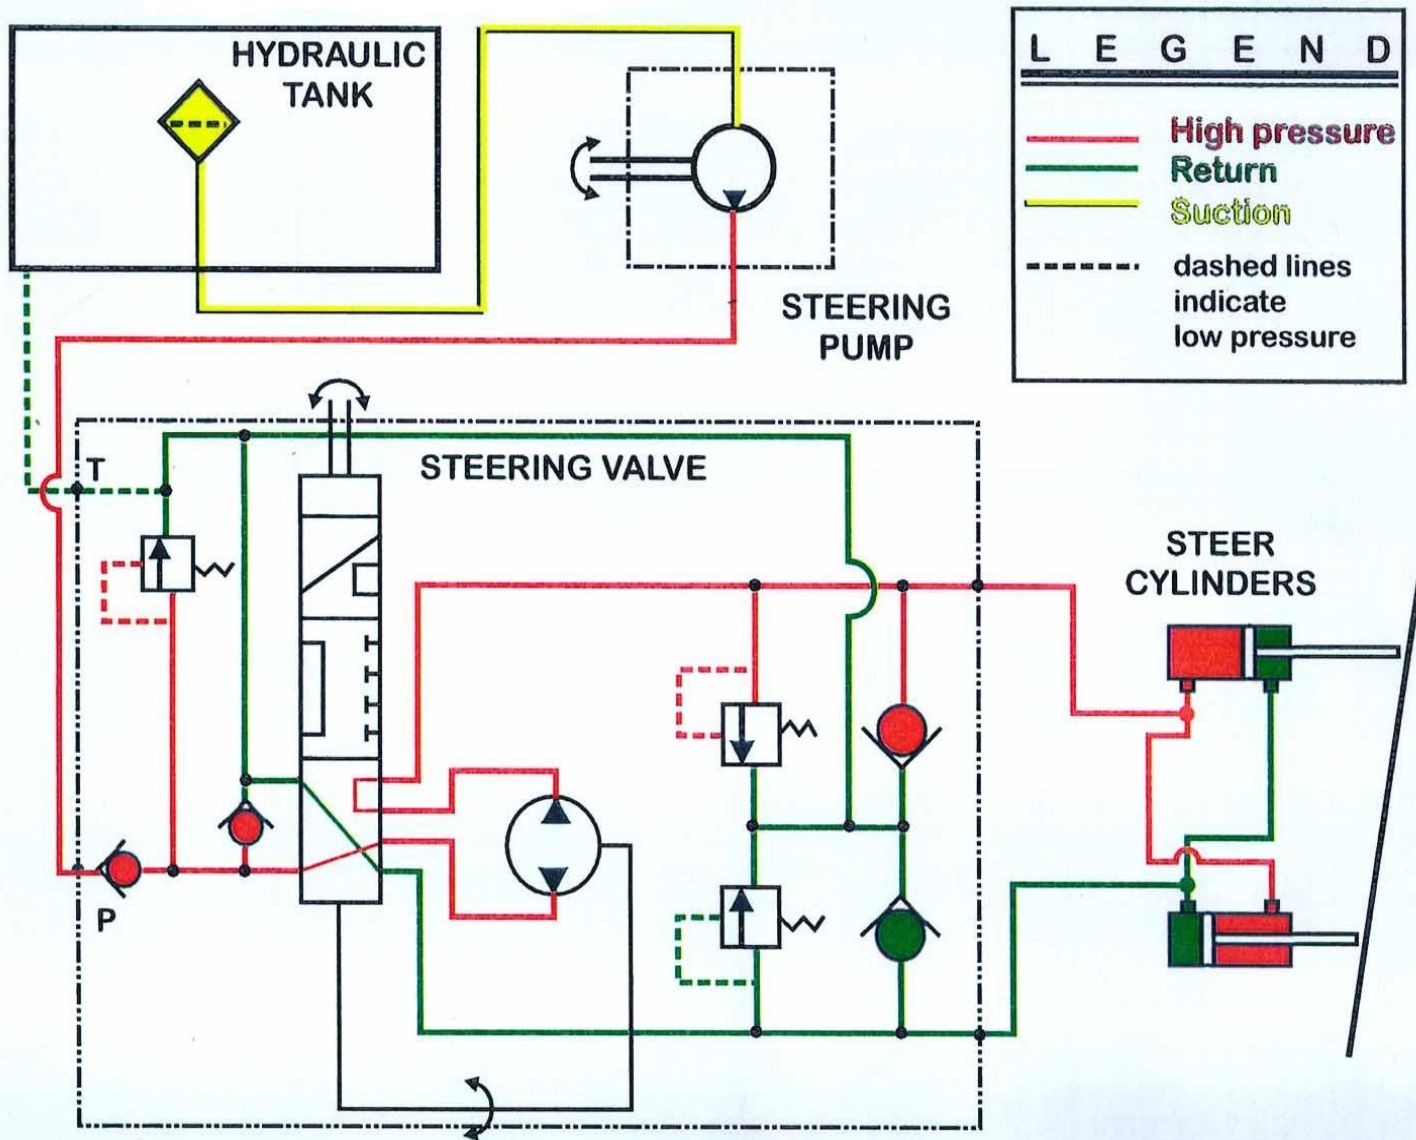 HYDRAULIC
TANK
STEERING
PUMP
L E G E N D
High pressure
Return
Suction
dashed lines
indicate
low pressure
T
STEERING VALVE
P
STEER
CYLINDERS